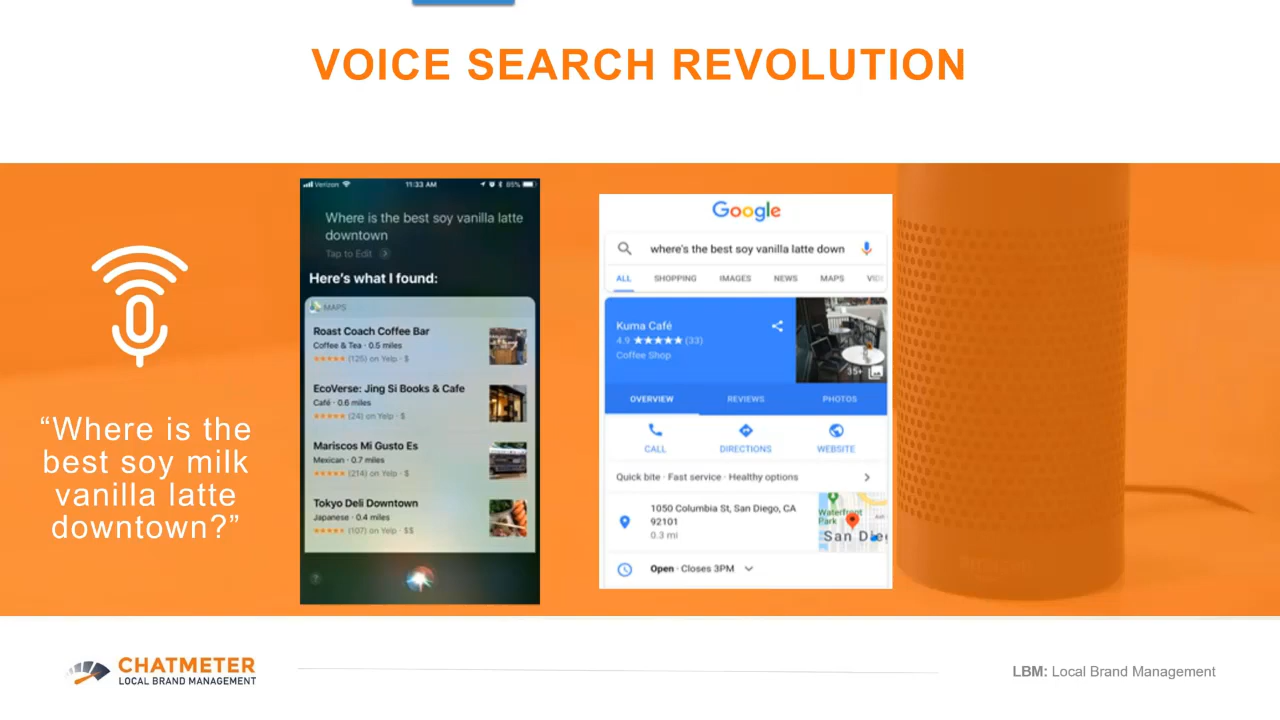 VOICE SEARCH REVOLUTION
“Where is the
best soy milk
vanilla latte
downtown?”
Verizon
11:33 AM
85%
Where is the best soy vanilla latte
downtown
Tap to Edit
Here's what I found:
MAPS
Roast Coach Coffee Bar
Coffee & Tea · 0.5 miles
(125) on Yelp · $
EcoVerse: Jing Si Books & Cafe
Café · 0.6 miles
(24) on Yelp · $
Mariscos Mi Gusto Es
Mexican · 0.7 miles
(214) on Yelp · $
Tokyo Deli Downtown
Japanese · 0.4 miles
(107) on Yelp · $$
?
Google
where's the best soy vanilla latte down
ALL SHOPPING IMAGES NEWS MAPS
Kuma Café
4.9 ★★★★★ (33)
Coffee Shop
35+
OVERVIEW REVIEWS PHOTOS
CALL DIRECTIONS WEBSITE
Quick bite · Fast service · Healthy options
1050 Columbia St, San Diego, CA
92101
0.3 mi
Waterfront
Park
San Die
Open · Closes 3PM
CHATMETER
LOCAL BRAND MANAGEMENT
LBM: Local Brand Management